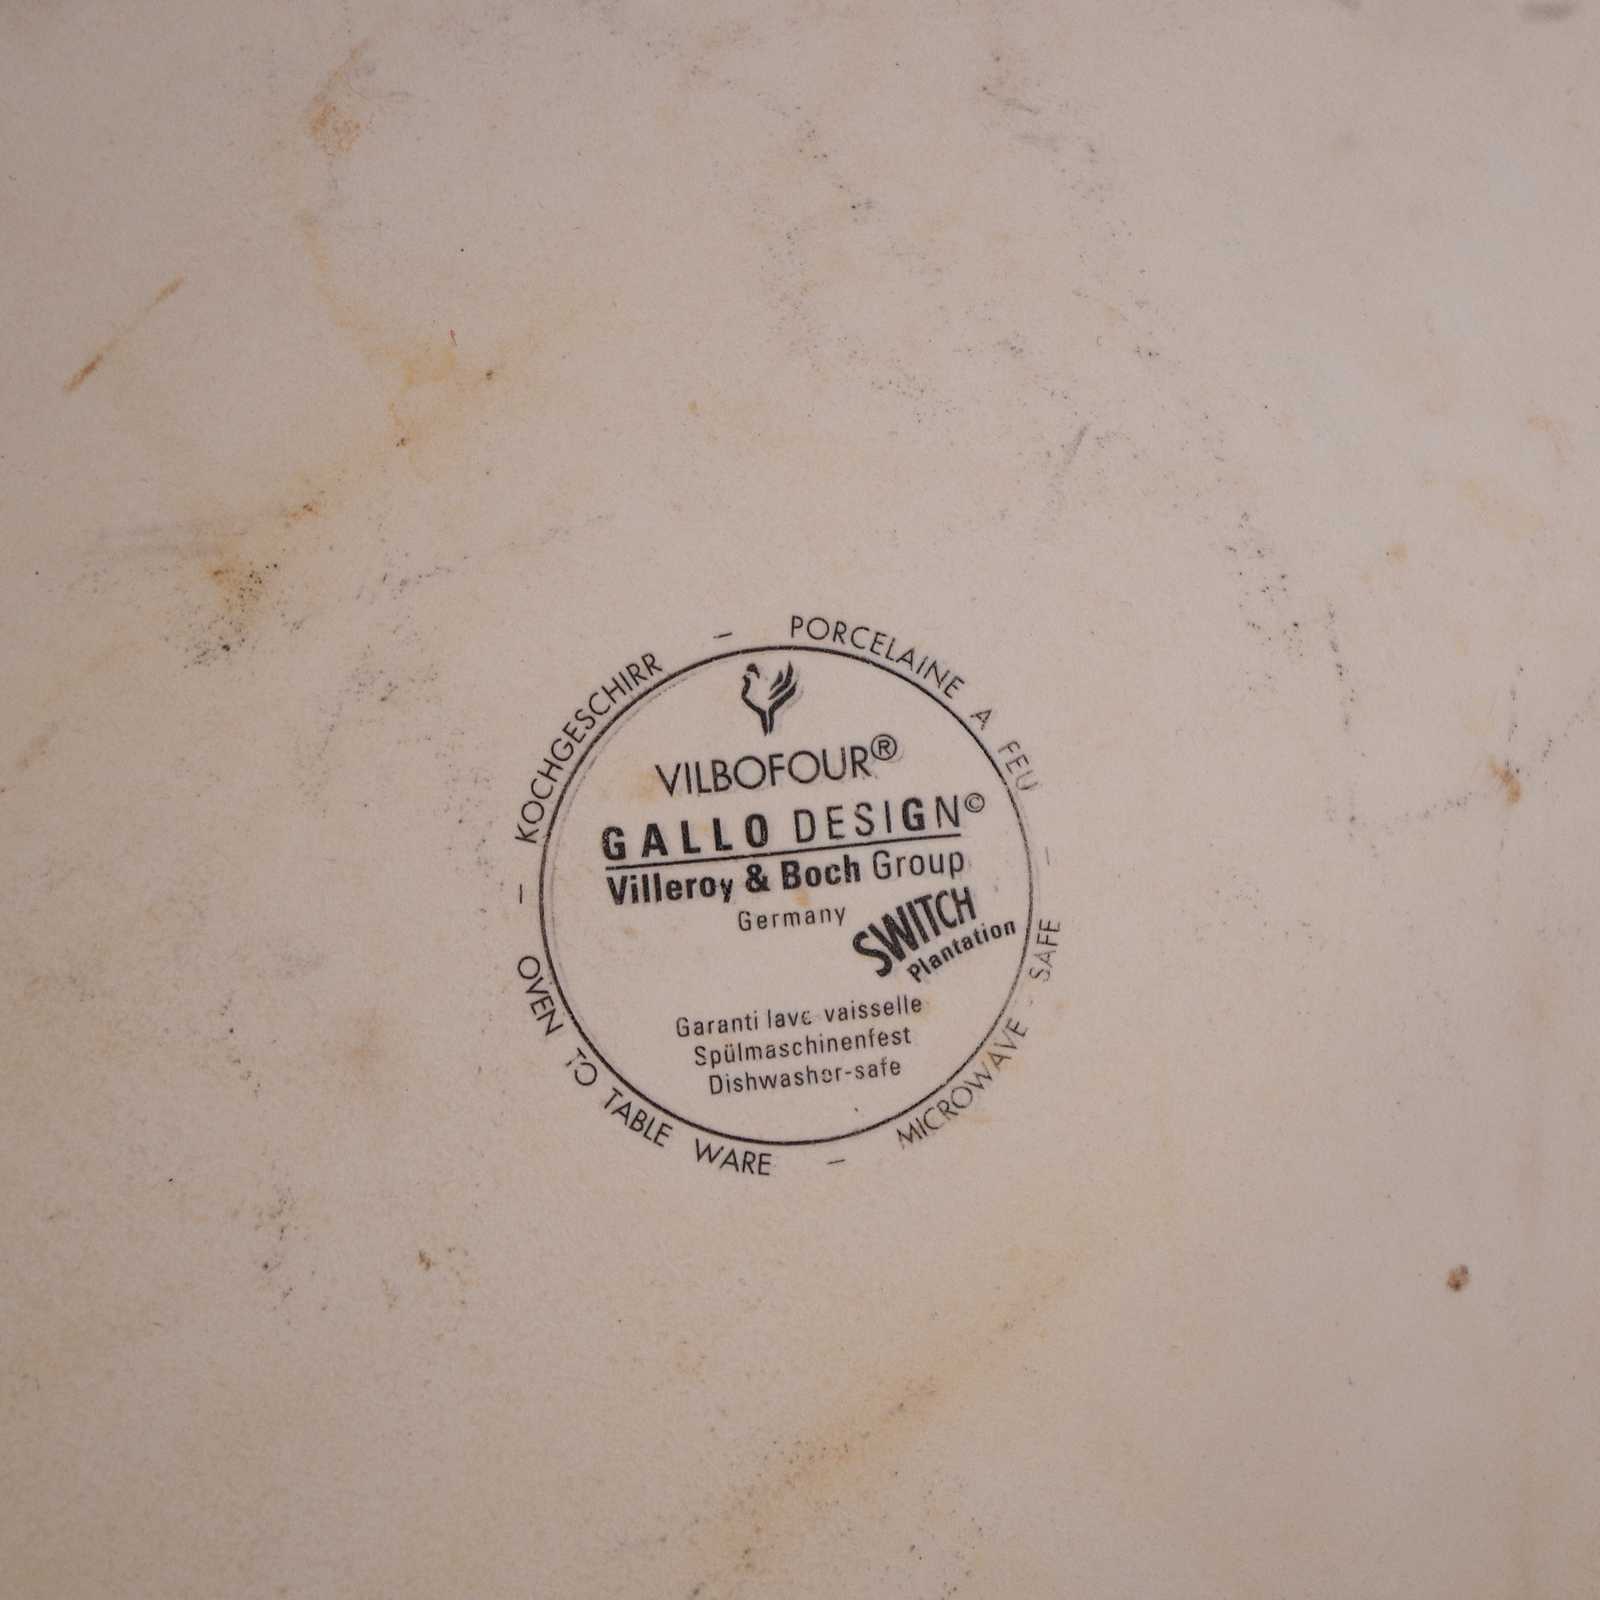 KOCHGESCHIRR – PORCELAINE A FEU – MICROWAVE - SAFE – OVEN TO TABLE WARE –
VILBOFOUR®
GALLO DESIGN©
Villeroy & Boch Group
Germany
SWITCH
Plantation
Garanti lave vaisselle
Spülmaschinenfest
Dishwasher-safe